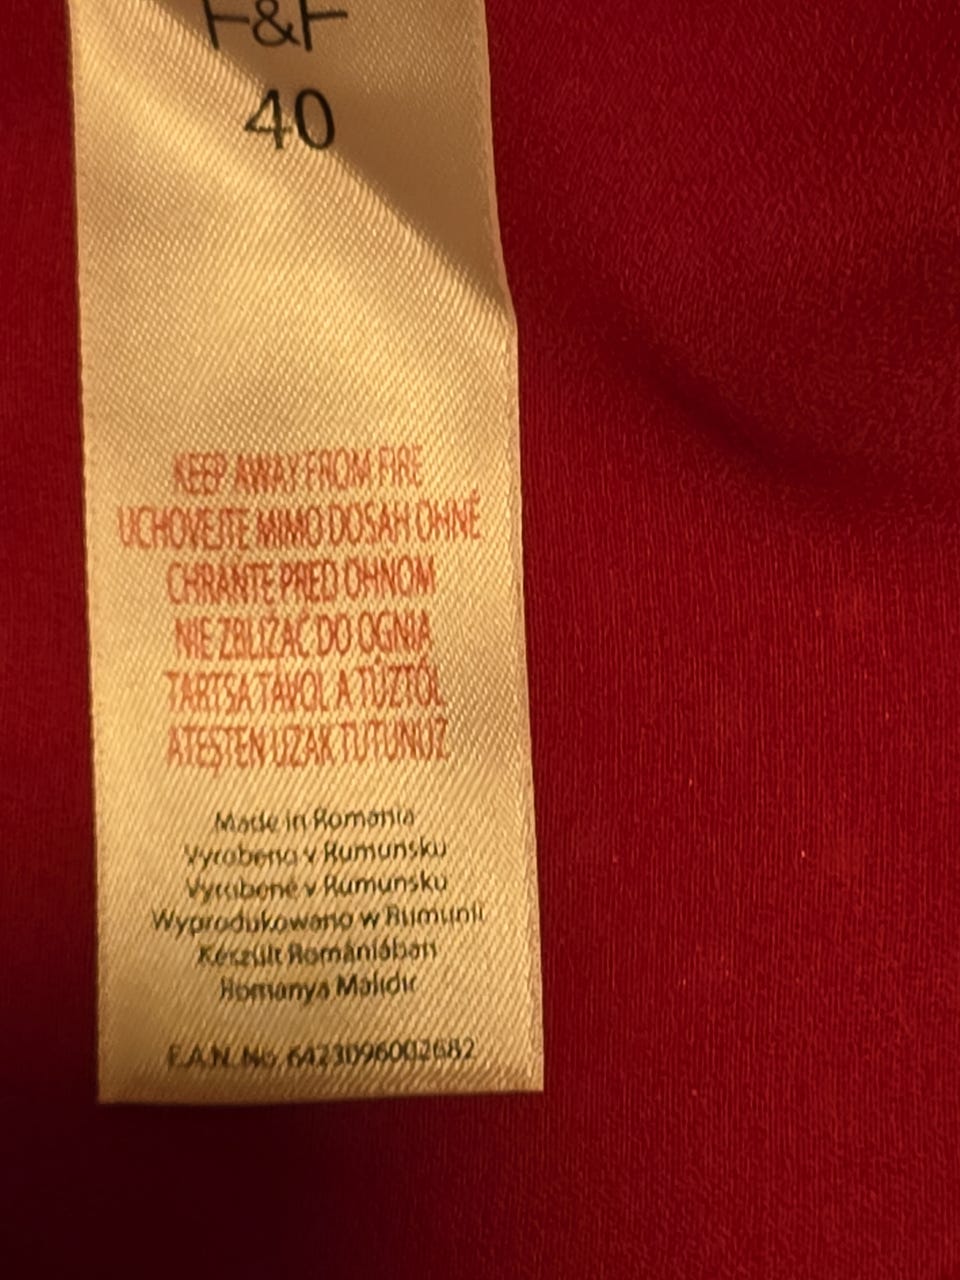 F&F
40
KEEP AWAY FROM FIRE
UCHOVEJTE MIMO DOSAH OHNĚ
CHRÁNTE PRED OHŇOM
NIE ZBLIŻAĆ DO OGNIA
TARTSA TÁVOL A TŰZTŐL
ATEŞTEN UZAK TUTUNUZ
Made in Romania
Vyrobeno v Rumunsku
Vyrobené v Rumunsku
Wyprodukowano w Rumunii
Készült Romániában
Romanya Malıdır
E.A.N. No. 6423096002682